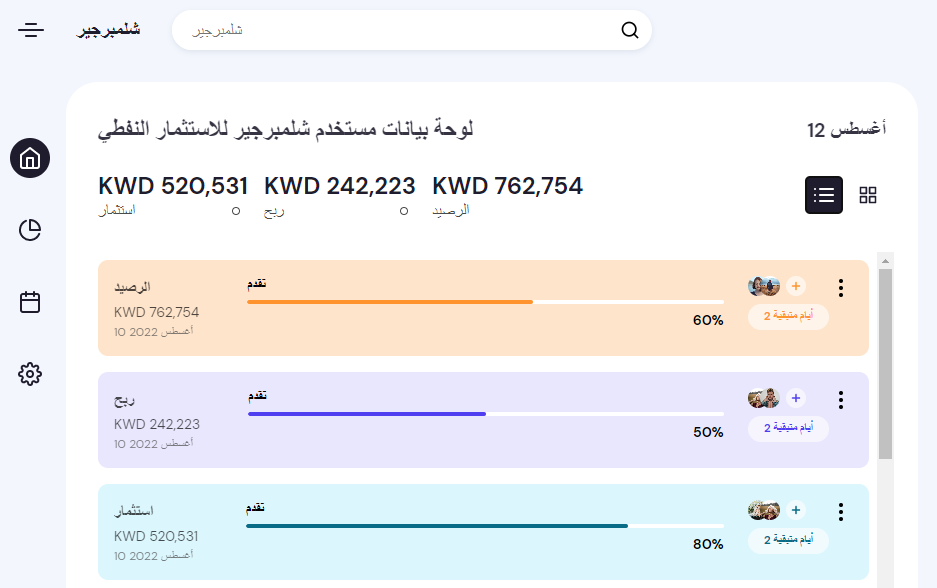 شلمبرجير
شلمبرجير
لوحة بيانات مستخدم شلمبرجير للاستثمار النفطي
أغسطس 12
KWD 520,531
استثمار
KWD 242,223
ربح
KWD 762,754
الرصيد
الرصيد
KWD 762,754
10 أغسطس 2022
تقدم
60%
2 أيام متبقية
ربح
KWD 242,223
10 أغسطس 2022
تقدم
50%
2 أيام متبقية
استثمار
KWD 520,531
10 أغسطس 2022
تقدم
80%
2 أيام متبقية